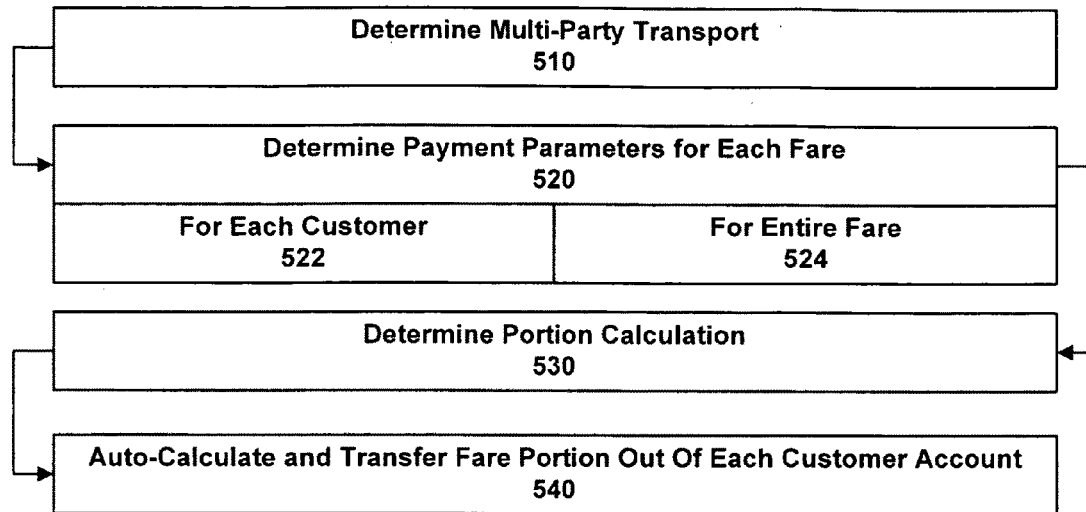 Determine Multi-Party Transport
510
Determine Payment Parameters for Each Fare
520
For Each Customer
522
For Entire Fare
524
Determine Portion Calculation
530
Auto-Calculate and Transfer Fare Portion Out Of Each Customer Account
540